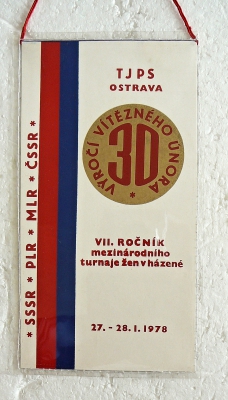 TJPS
OSTRAVA
VÝROČÍ VÍTĚZNÉHO ÚNORA *
30
VII. ROČNÍK
mezinárodního
turnaje žen v házené
27. - 28. 1. 1978
* SSSR * PLR * MLR * ČSSR *